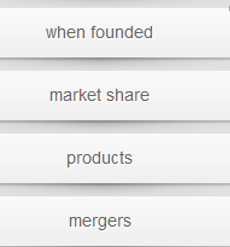 when founded
market share
products
mergers